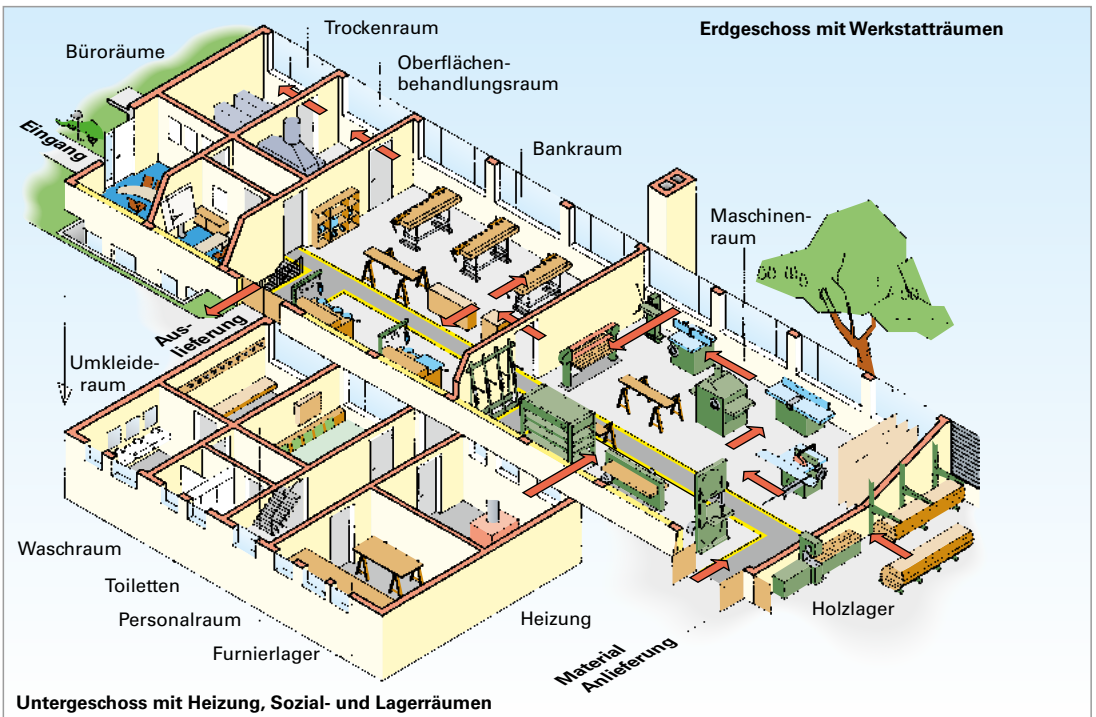 Erdgeschoss mit Werkstatträumen
Trockenraum
Büroräume
Oberflächen-
behandlungsraum
Eingang
Bankraum
Maschinen-
raum
Aus-
lieferung
Umkleide-
raum
Waschraum
Toiletten
Personalraum
Furnierlager
Heizung
Material
Anlieferung
Holzlager
Untergeschoss mit Heizung, Sozial- und Lagerräumen